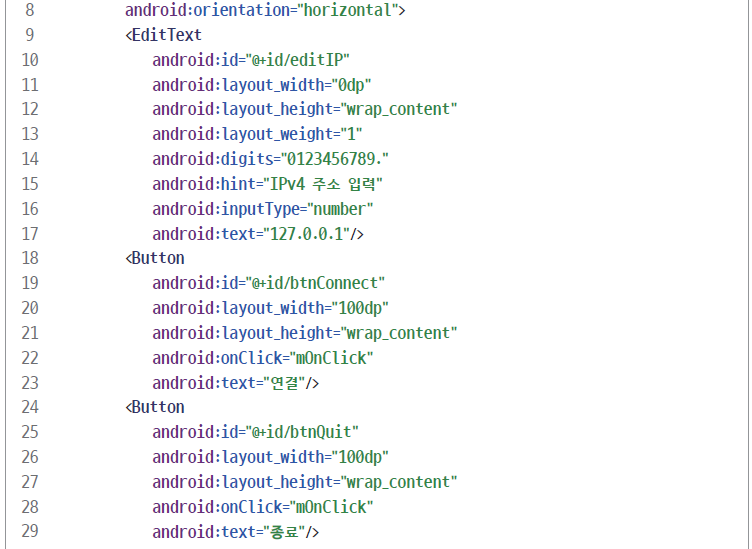 8 android:orientation="horizontal">
9 <EditText
10 android:id="@+id/editIP"
11 android:layout_width="0dp"
12 android:layout_height="wrap_content"
13 android:layout_weight="1"
14 android:digits="0123456789."
15 android:hint="IPv4 주소 입력"
16 android:inputType="number"
17 android:text="127.0.0.1"/>
18 <Button
19 android:id="@+id/btnConnect"
20 android:layout_width="100dp"
21 android:layout_height="wrap_content"
22 android:onClick="mOnClick"
23 android:text="연결"/>
24 <Button
25 android:id="@+id/btnQuit"
26 android:layout_width="100dp"
27 android:layout_height="wrap_content"
28 android:onClick="mOnClick"
29 android:text="종료"/>